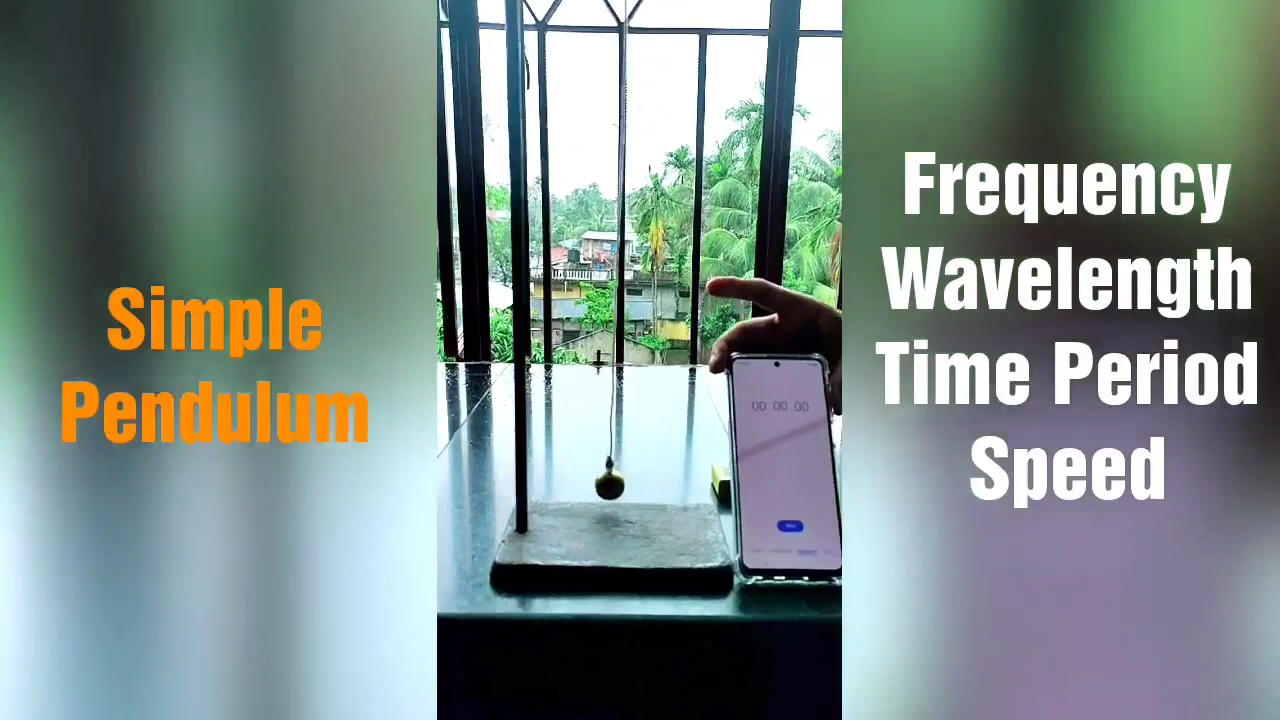 Simple
Pendulum
Frequency
Wavelength
Time Period
Speed
00:00.00